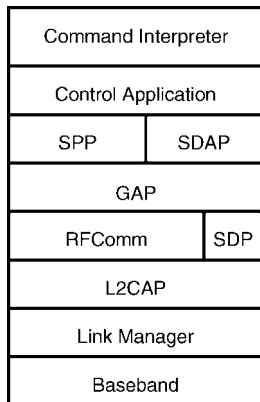 Command Interpreter
Control Application
SPP SDAP
GAP
RFComm SDP
L2CAP
Link Manager
Baseband